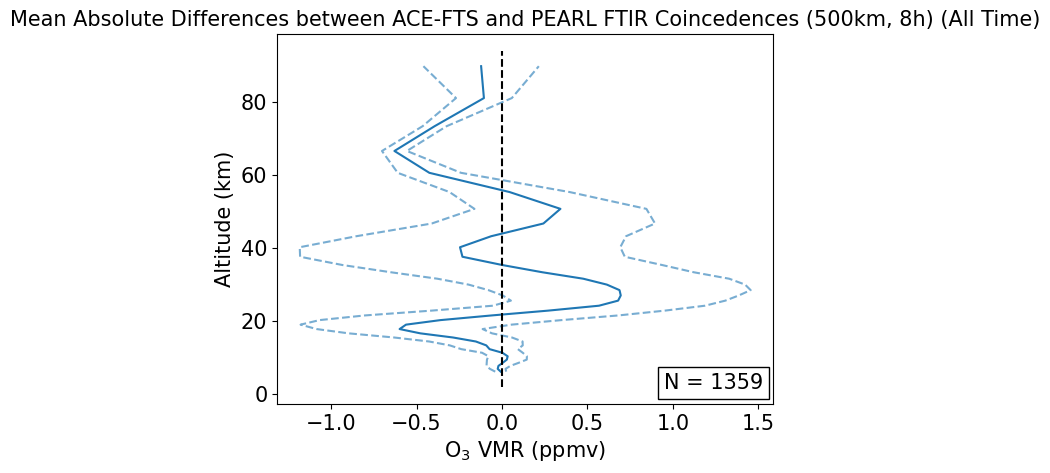 Mean Absolute Differences between ACE-FTS and PEARL FTIR Coincedences (500km, 8h) (All Time)
Altitude (km)
80
60
40
20
0
N = 1359
−1.0 −0.5 0.0 0.5 1.0 1.5
O₃ VMR (ppmv)